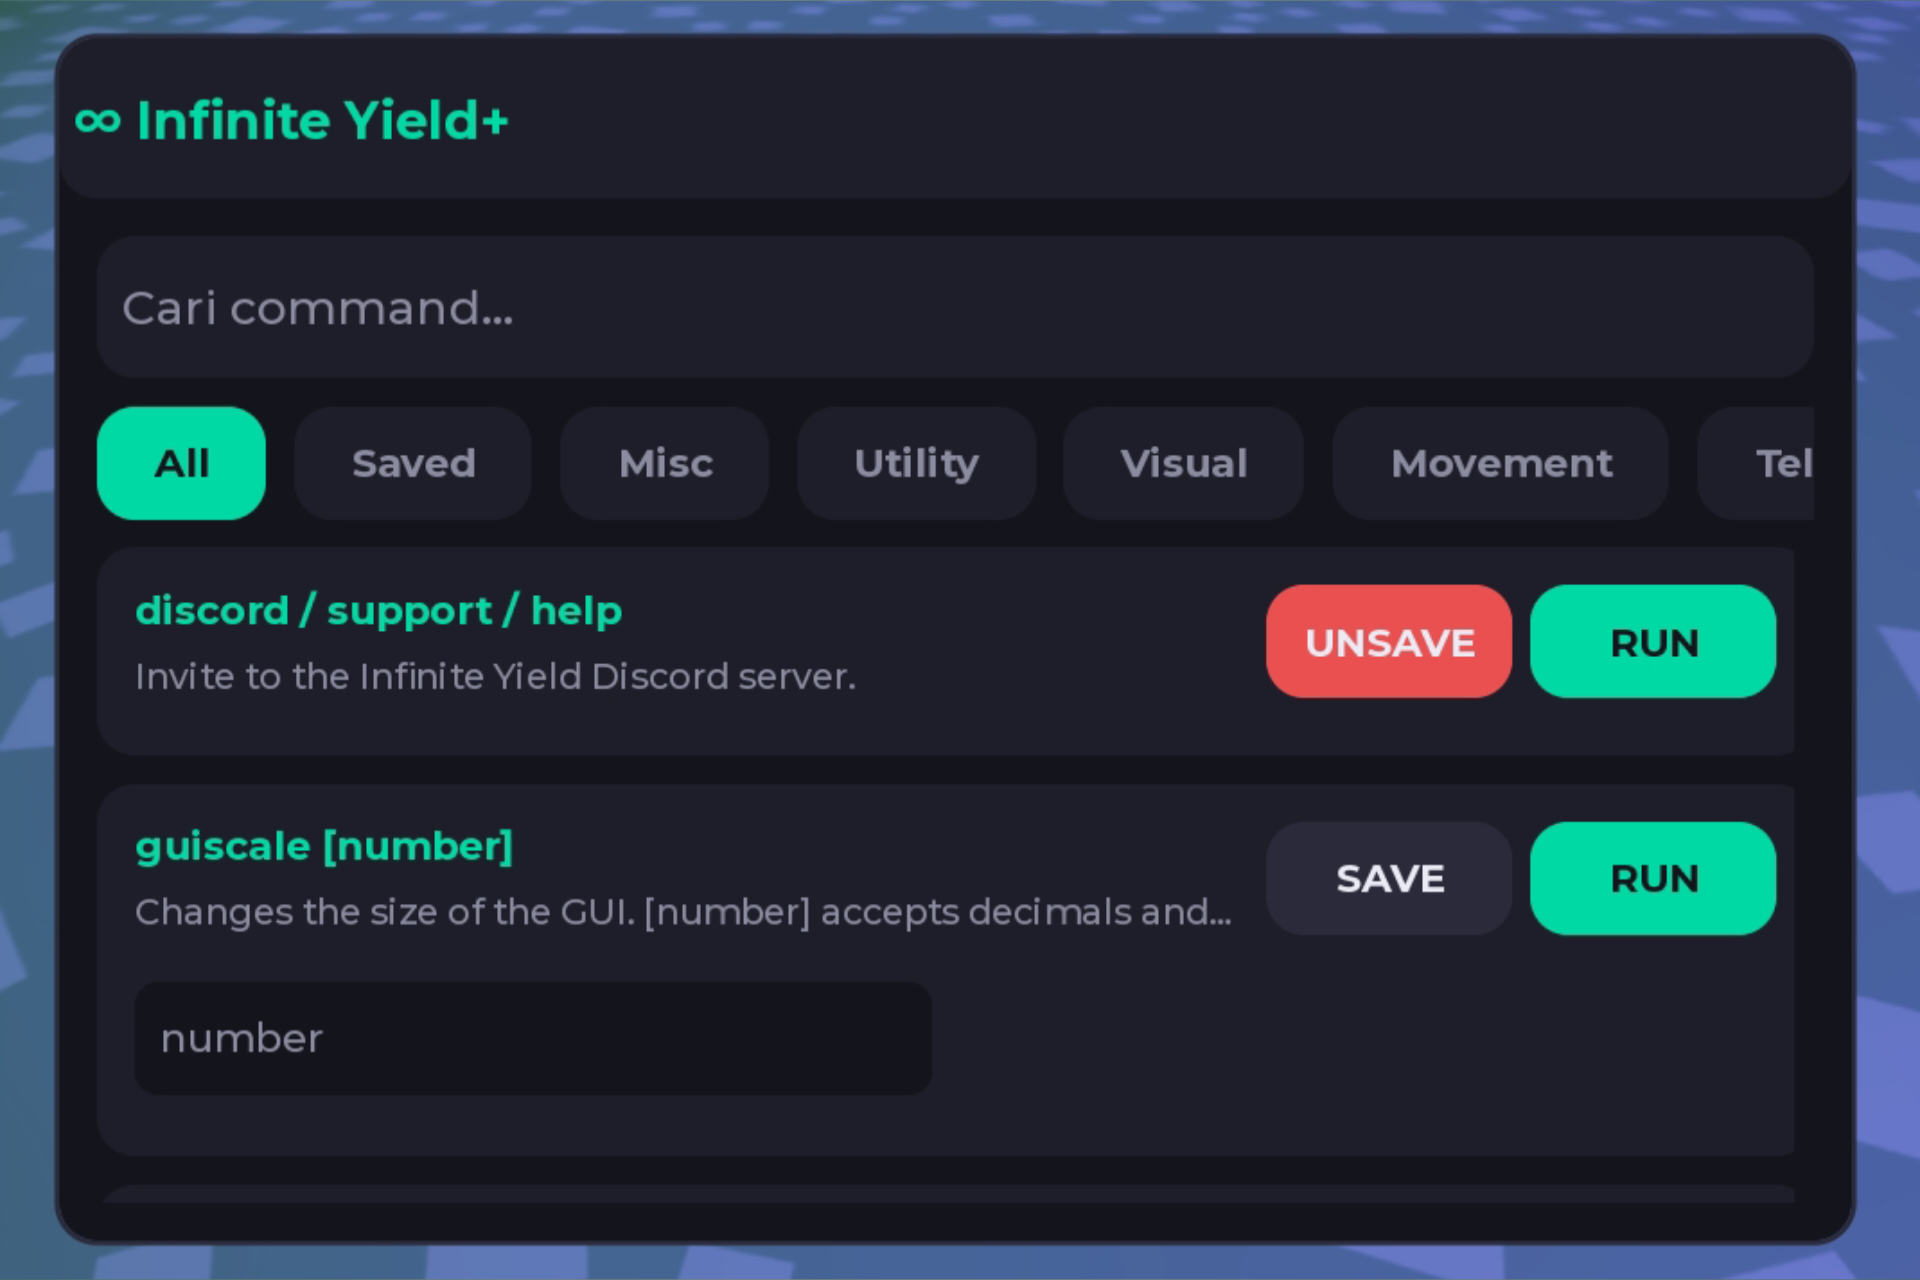 ∞ Infinite Yield+
Cari command...
All Saved Misc Utility Visual Movement Tel
discord / support / help
Invite to the Infinite Yield Discord server.
UNSAVE RUN
guiscale [number]
Changes the size of the GUI. [number] accepts decimals and...
SAVE RUN
number